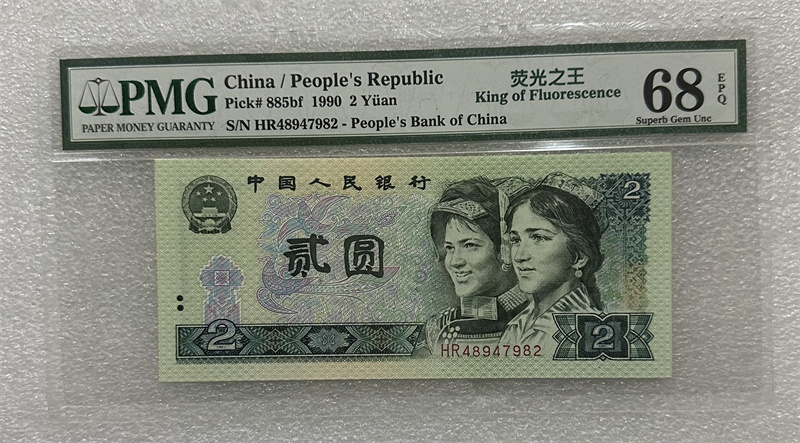 PMG
PAPER MONEY GUARANTY
China / People's Republic
Pick# 885bf 1990 2 Yüan
S/N HR48947982 - People's Bank of China
荧光之王
King of Fluorescence
68
EPQ
Superb Gem Unc
中国人民银行
2
贰圆
2
HR48947982
2